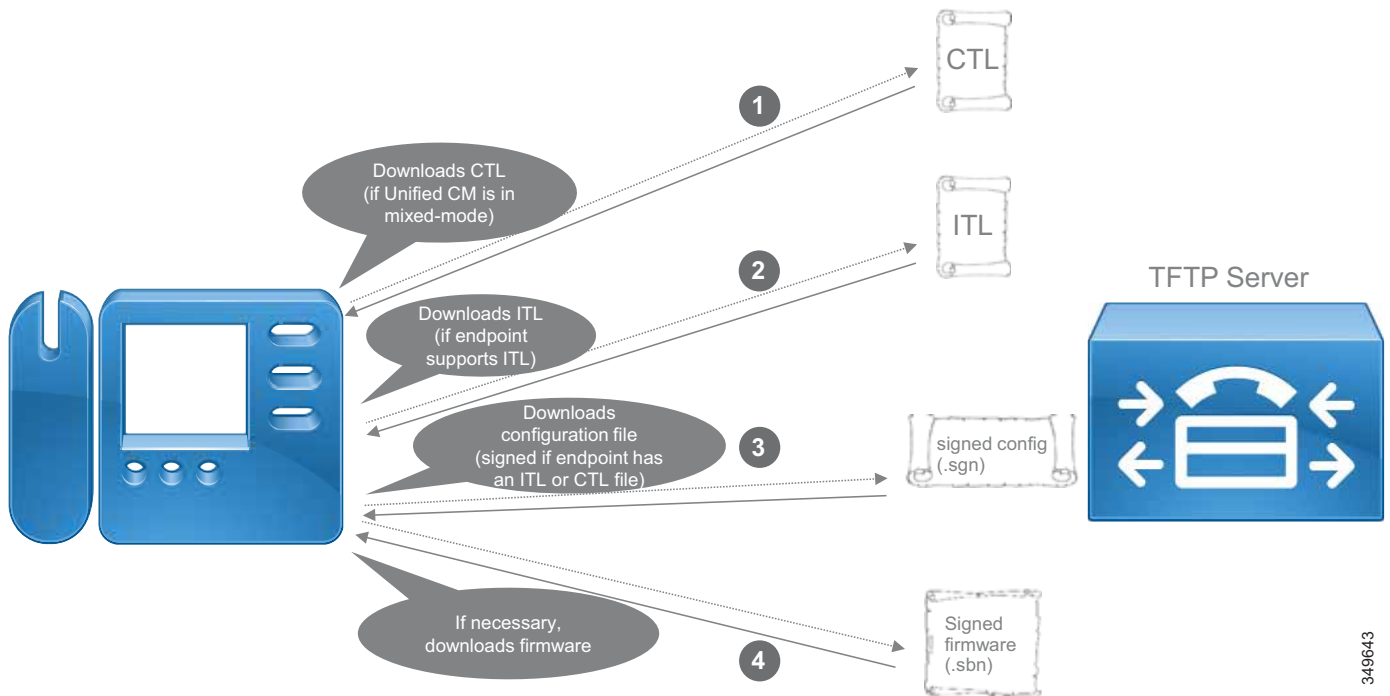 CTL
1
Downloads CTL
(if Unified CM is in
mixed-mode)
ITL
2
TFTP Server
Downloads ITL
(if endpoint
supports ITL)
Downloads
configuration file
(signed if endpoint has
an ITL or CTL file)
3
signed config
(.sgn)
If necessary,
downloads firmware
4
Signed
firmware
(.sbn)
349643